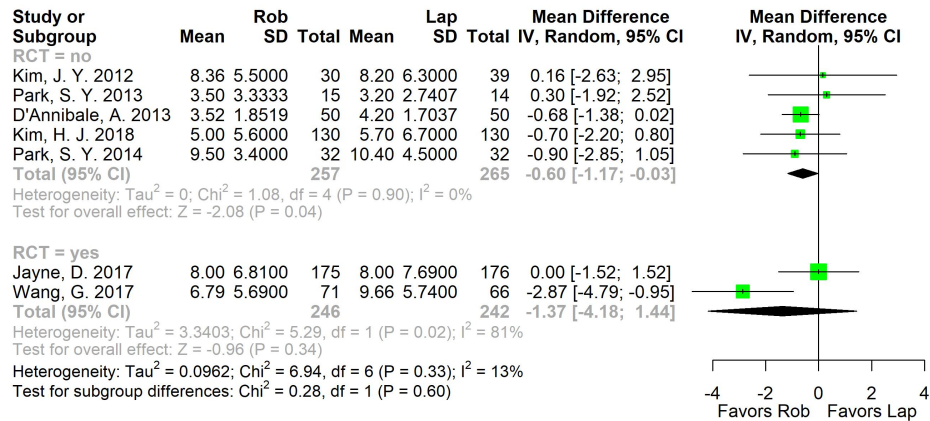 Study or Rob Lap Mean Difference Mean Difference
Subgroup Mean SD Total Mean SD Total IV, Random, 95% CI IV, Random, 95% CI
RCT = no
Kim, J. Y. 2012 8.36 5.5000 30 8.20 6.3000 39 0.16 [-2.63; 2.95]
Park, S. Y. 2013 3.50 3.3333 15 3.20 2.7407 14 0.30 [-1.92; 2.52]
D'Annibale, A. 2013 3.52 1.8519 50 4.20 1.7037 50 -0.68 [-1.38; 0.02]
Kim, H. J. 2018 5.00 5.6000 130 5.70 6.7000 130 -0.70 [-2.20; 0.80]
Park, S. Y. 2014 9.50 3.4000 32 10.40 4.5000 32 -0.90 [-2.85; 1.05]
Total (95% CI) 257 265 -0.60 [-1.17; -0.03]
Heterogeneity: Tau² = 0; Chi² = 1.08, df = 4 (P = 0.90); I² = 0%
Test for overall effect: Z = -2.08 (P = 0.04)
RCT = yes
Jayne, D. 2017 8.00 6.8100 175 8.00 7.6900 176 0.00 [-1.52; 1.52]
Wang, G. 2017 6.79 5.6900 71 9.66 5.7400 66 -2.87 [-4.79; -0.95]
Total (95% CI) 246 242 -1.37 [-4.18; 1.44]
Heterogeneity: Tau² = 3.3403; Chi² = 5.29, df = 1 (P = 0.02); I² = 81%
Test for overall effect: Z = -0.96 (P = 0.34)
Heterogeneity: Tau² = 0.0962; Chi² = 6.94, df = 6 (P = 0.33); I² = 13%
Test for subgroup differences: Chi² = 0.28, df = 1 (P = 0.60)
-4 -2 0 2 4
Favors Rob Favors Lap